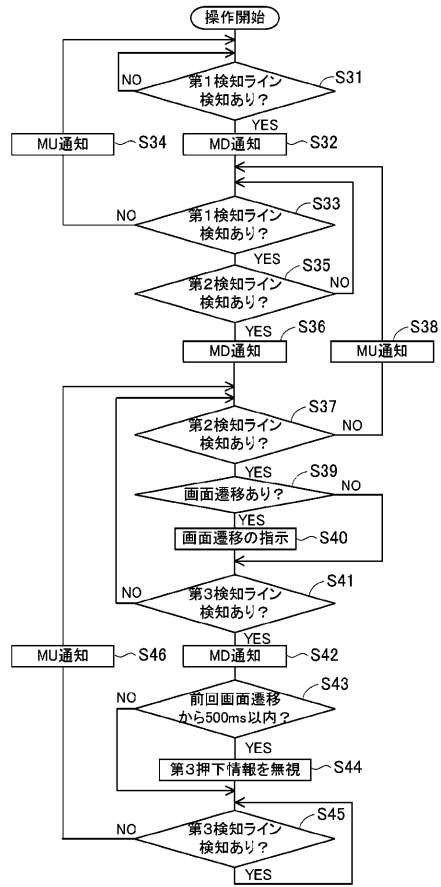 操作開始
第1検知ライン
検知あり？
S31
NO
YES
MU通知
S34
MD通知
S32
第1検知ライン
検知あり？
S33
NO
YES
第2検知ライン
検知あり？
S35
NO
YES
MD通知
S36
MU通知
S38
第2検知ライン
検知あり？
S37
NO
YES
画面遷移あり？
S39
NO
YES
画面遷移の指示
S40
第3検知ライン
検知あり？
S41
NO
YES
MU通知
S46
MD通知
S42
前回画面遷移
から500ms以内？
S43
NO
YES
第3押下情報を無視
S44
第3検知ライン
検知あり？
S45
NO
YES